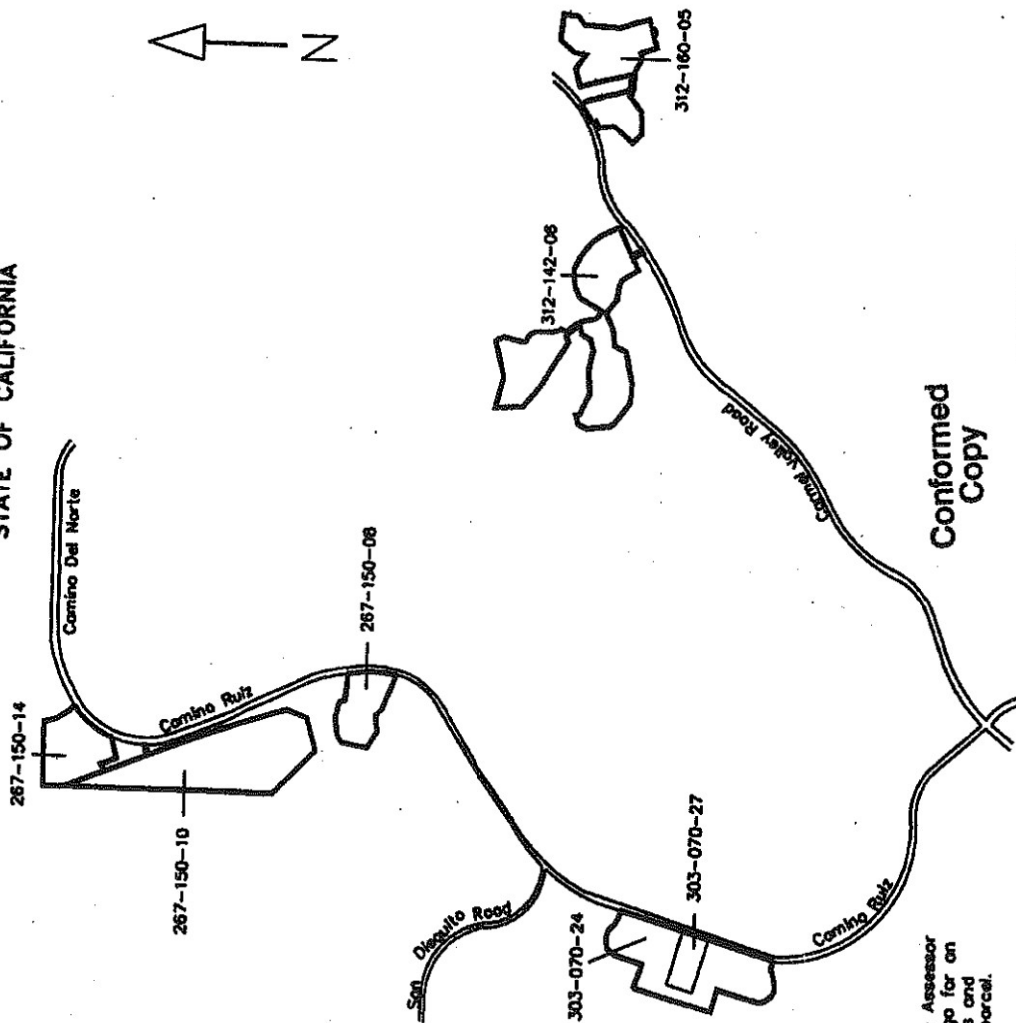 STATE OF CALIFORNIA
N
Camino Del Norte
267-150-14
267-150-10
Camino Ruiz
267-150-08
312-160-05
312-142-06
Carmel Valley Road
San Dieguito Road
303-070-24
303-070-27
Camino Ruiz
Conformed
Copy
Assessor
for an
and
parcel.